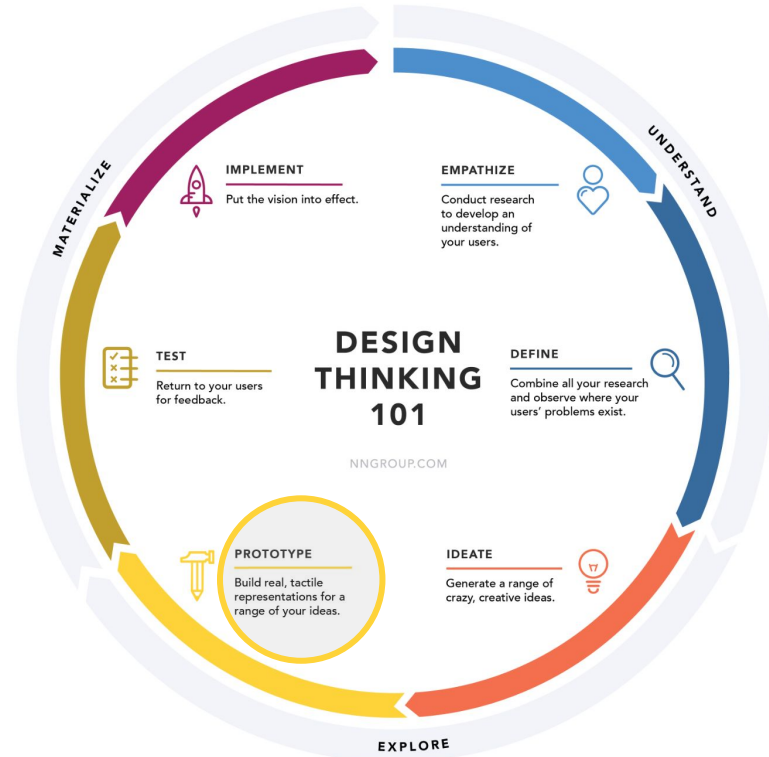 UNDERSTAND
EMPATHIZE
Conduct research
to develop an
understanding of
your users.
DEFINE
Combine all your research
and observe where your
users’ problems exist.
IDEATE
Generate a range of
crazy, creative ideas.
EXPLORE
PROTOTYPE
Build real, tactile
representations for a
range of your ideas.
TEST
Return to your users
for feedback.
MATERIALIZE
IMPLEMENT
Put the vision into effect.
DESIGN
THINKING
101
NNGROUP.COM